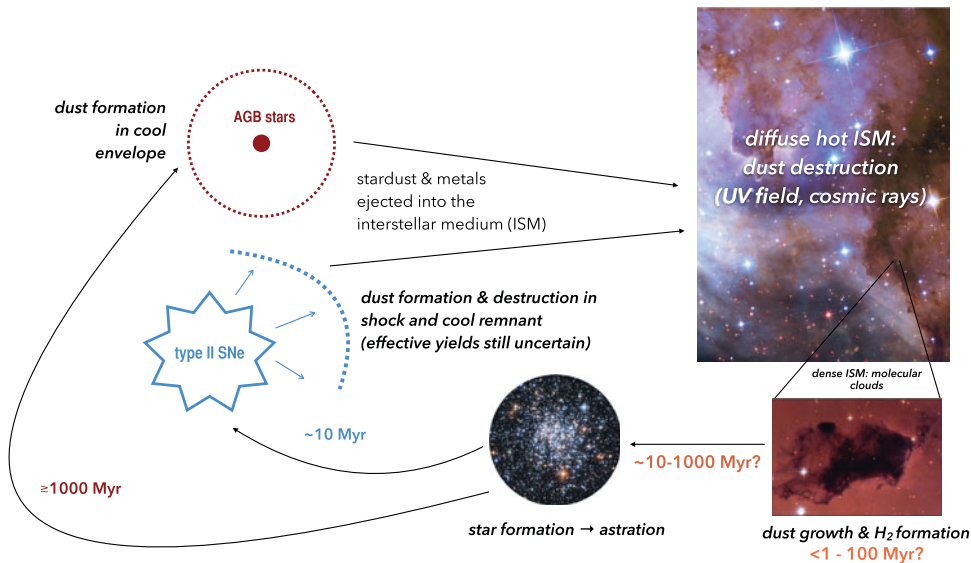 dust formation
in cool
envelope
AGB stars
stardust & metals
ejected into the
interstellar medium (ISM)
diffuse hot ISM:
dust destruction
(UV field, cosmic rays)
type II SNe
dust formation & destruction in
shock and cool remnant
(effective yields still uncertain)
dense ISM: molecular
clouds
~10 Myr
~10-1000 Myr?
≳1000 Myr
star formation → astration
dust growth & H₂ formation
<1 - 100 Myr?